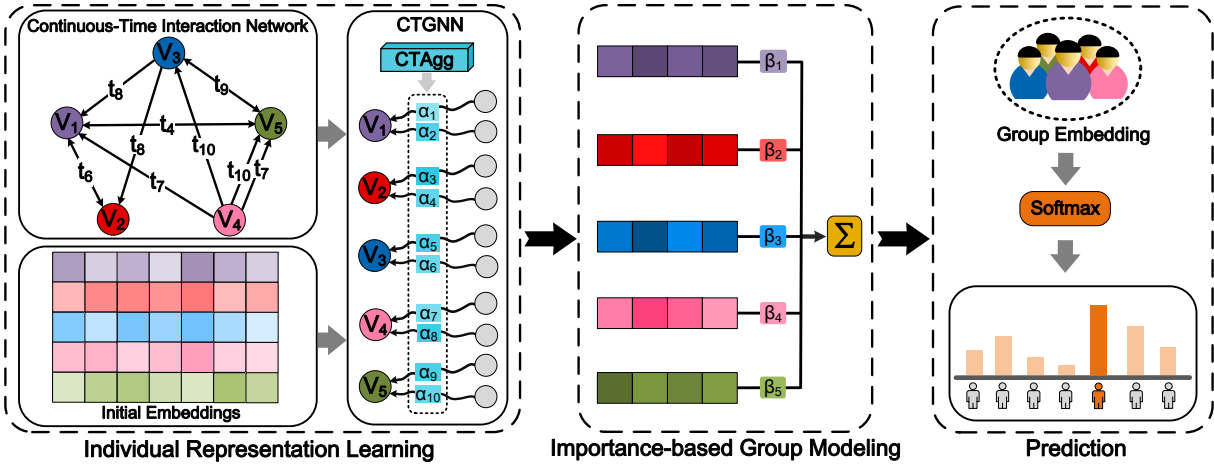 Continuous-Time Interaction Network
V3
t8
t9
V1
t4
V5
t8
t10
t6
t7
t10
t7
V2
V4
Initial Embeddings
CTGNN
CTAgg
V1
α1
α2
V2
α3
α4
V3
α5
α6
V4
α7
α8
V5
α9
α10
Individual Representation Learning
β1
β2
β3
β4
β5
Σ
Importance-based Group Modeling
Group Embedding
Softmax
Prediction